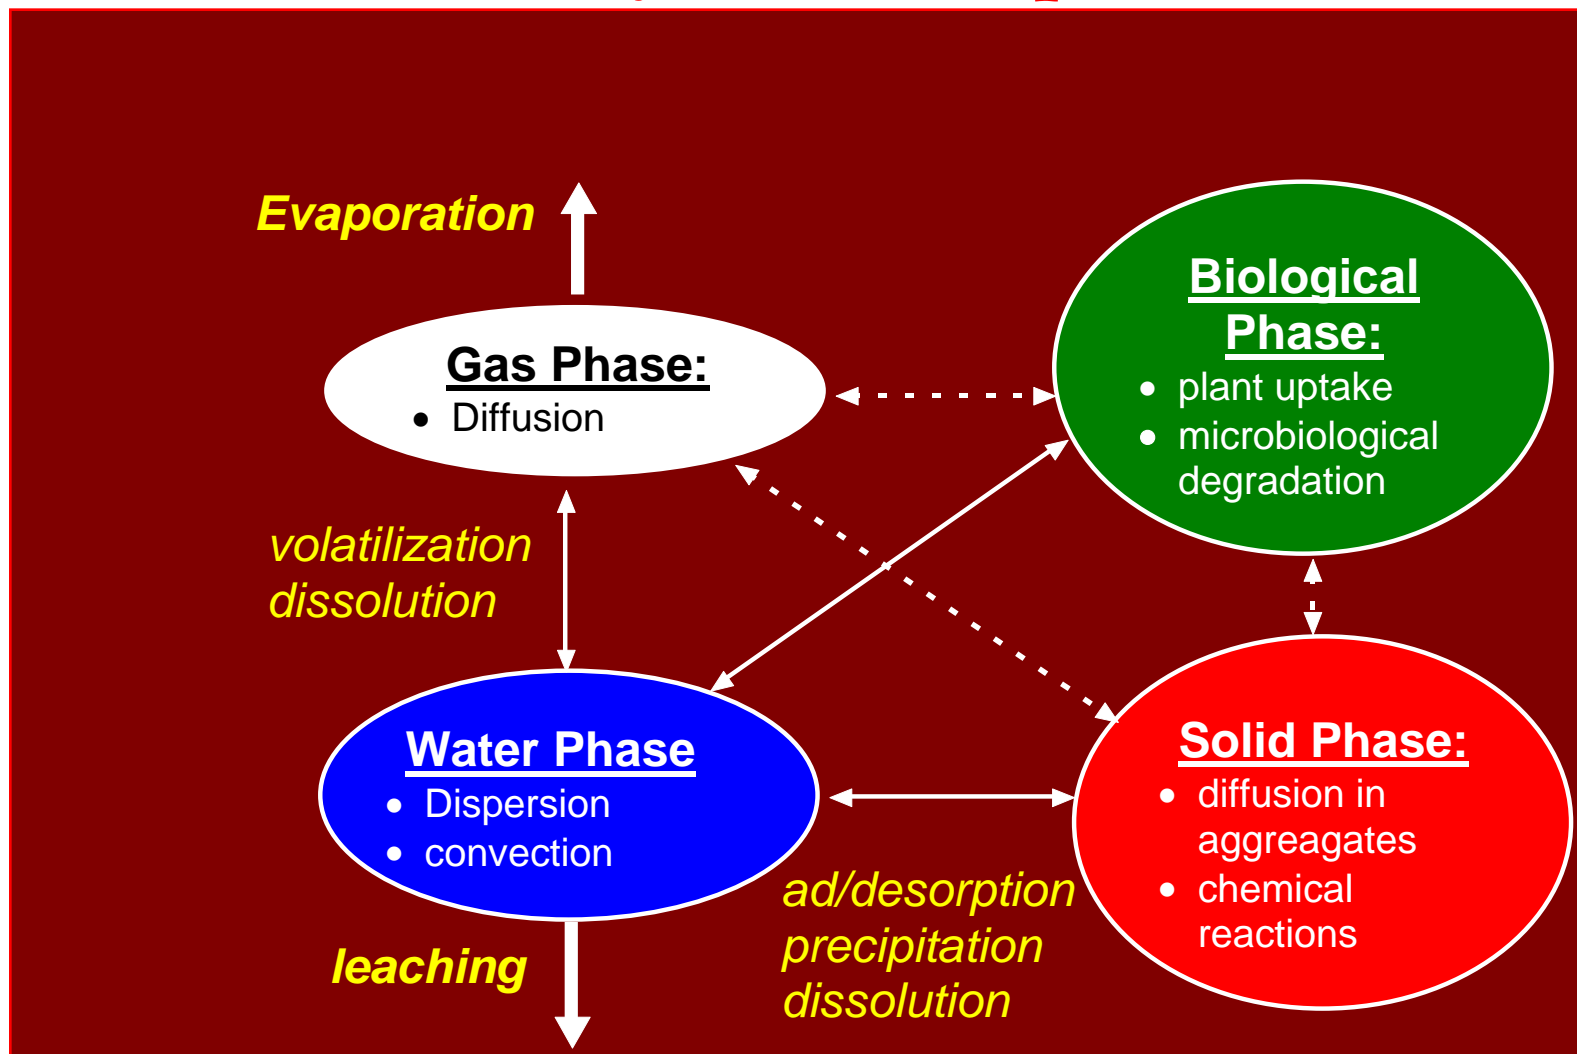 Evaporation
Gas Phase:
• Diffusion
Biological
Phase:
• plant uptake
• microbiological
degradation
volatilization
dissolution
Water Phase
• Dispersion
• convection
Solid Phase:
• diffusion in
aggreagates
• chemical
reactions
ad/desorption
precipitation
dissolution
leaching